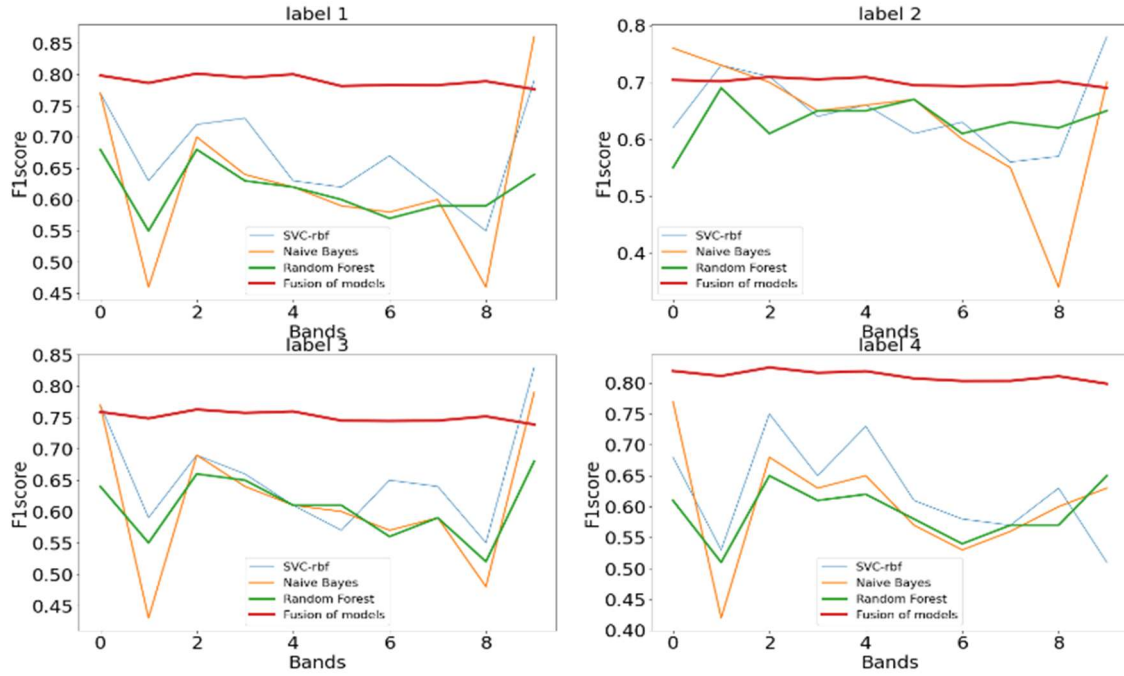 label 1
F1score
0.85
0.80
0.75
0.70
0.65
0.60
0.55
0.50
0.45
SVC-rbf
Naive Bayes
Random Forest
Fusion of models
0 2 4 6 8
Bands
label 2
F1score
0.8
0.7
0.6
0.5
0.4
SVC-rbf
Naive Bayes
Random Forest
Fusion of models
0 2 4 6 8
Bands
label 3
F1score
0.85
0.80
0.75
0.70
0.65
0.60
0.55
0.50
0.45
SVC-rbf
Naive Bayes
Random Forest
Fusion of models
0 2 4 6 8
Bands
label 4
F1score
0.80
0.75
0.70
0.65
0.60
0.55
0.50
0.45
0.40
SVC-rbf
Naive Bayes
Random Forest
Fusion of models
0 2 4 6 8
Bands